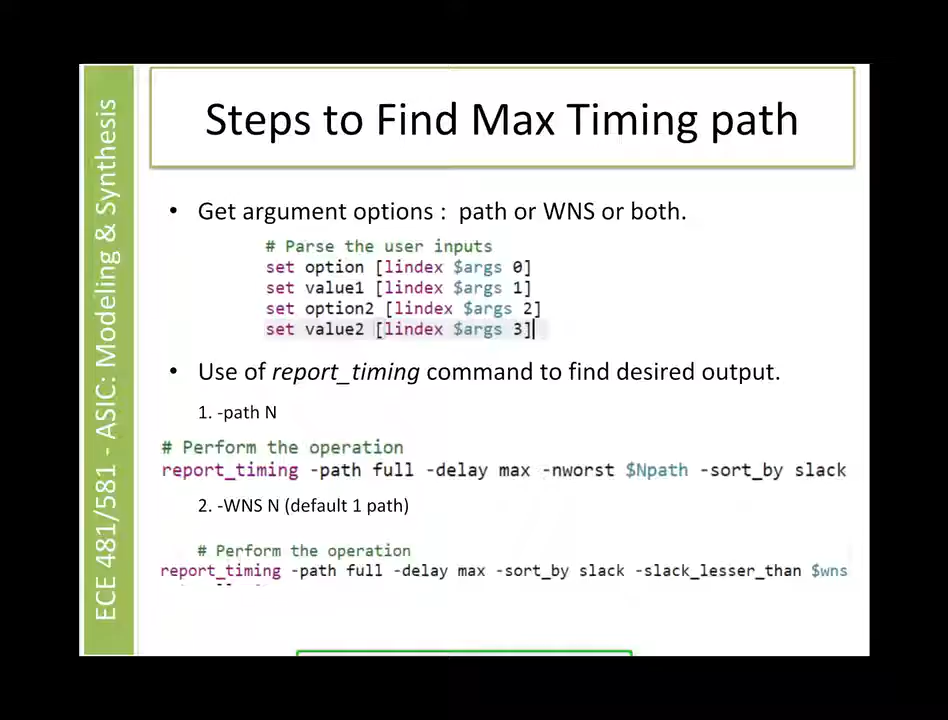 ECE 481/581 - ASIC: Modeling & Synthesis
Steps to Find Max Timing path
• Get argument options : path or WNS or both.
# Parse the user inputs
set option [lindex $args 0]
set value1 [lindex $args 1]
set option2 [lindex $args 2]
set value2 [lindex $args 3]
• Use of report_timing command to find desired output.
1. -path N
# Perform the operation
report_timing -path full -delay max -nworst $Npath -sort_by slack
2. -WNS N (default 1 path)
# Perform the operation
report_timing -path full -delay max -sort_by slack -slack_lesser_than $wns